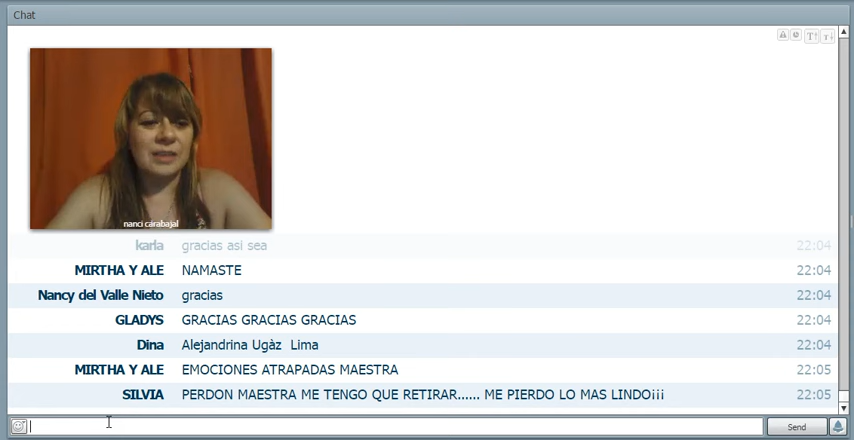 Chat
nanci carabajal
karla gracias asi sea 22:04
MIRTHA Y ALE NAMASTE 22:04
Nancy del Valle Nieto gracias 22:04
GLADYS GRACIAS GRACIAS GRACIAS 22:04
Dina Alejandrina Ugàz Lima 22:04
MIRTHA Y ALE EMOCIONES ATRAPADAS MAESTRA 22:05
SILVIA PERDON MAESTRA ME TENGO QUE RETIRAR...... ME PIERDO LO MAS LINDO¡¡¡ 22:05
Send